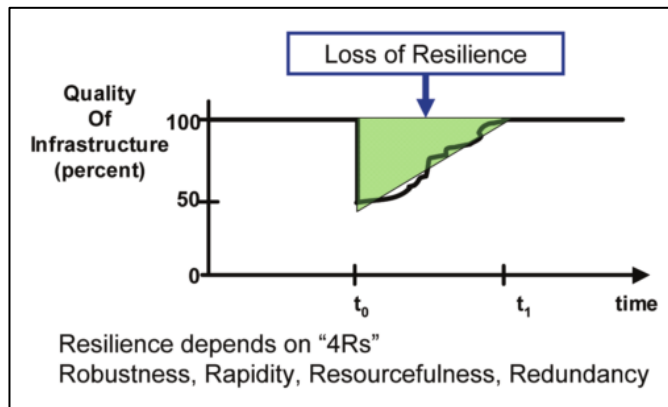 Loss of Resilience
Quality
Of
Infrastructure
(percent)
100
50
0
t₀
t₁
time
Resilience depends on “4Rs”
Robustness, Rapidity, Resourcefulness, Redundancy